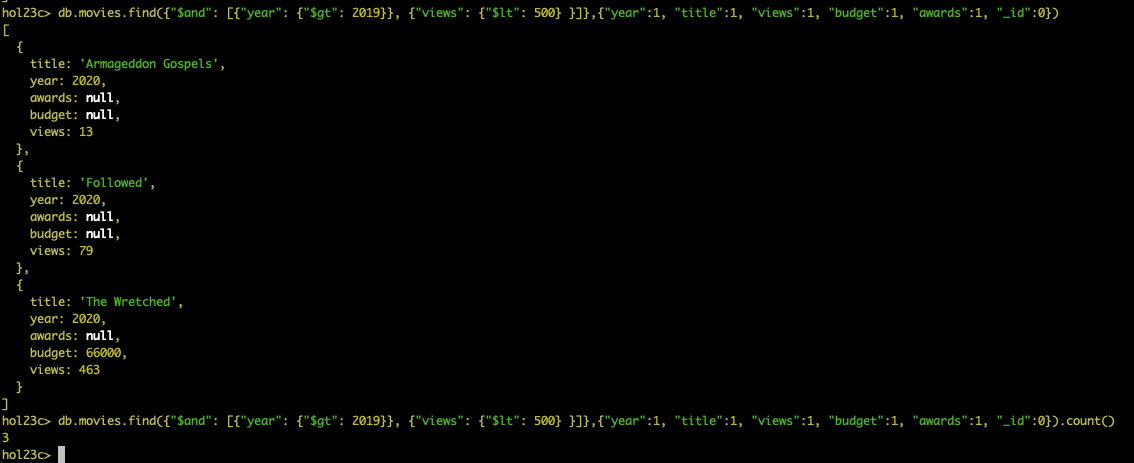 hol23c> db.movies.find({"$and": [{"year": {"$gt": 2019}}, {"views": {"$lt": 500} }]},{"year":1, "title":1, "views":1, "budget":1, "awards":1, "_id":0})
[
  {
    title: 'Armageddon Gospels',
    year: 2020,
    awards: null,
    budget: null,
    views: 13
  },
  {
    title: 'Followed',
    year: 2020,
    awards: null,
    budget: null,
    views: 79
  },
  {
    title: 'The Wretched',
    year: 2020,
    awards: null,
    budget: 66000,
    views: 463
  }
]
hol23c> db.movies.find({"$and": [{"year": {"$gt": 2019}}, {"views": {"$lt": 500} }]},{"year":1, "title":1, "views":1, "budget":1, "awards":1, "_id":0}).count()
3
hol23c>